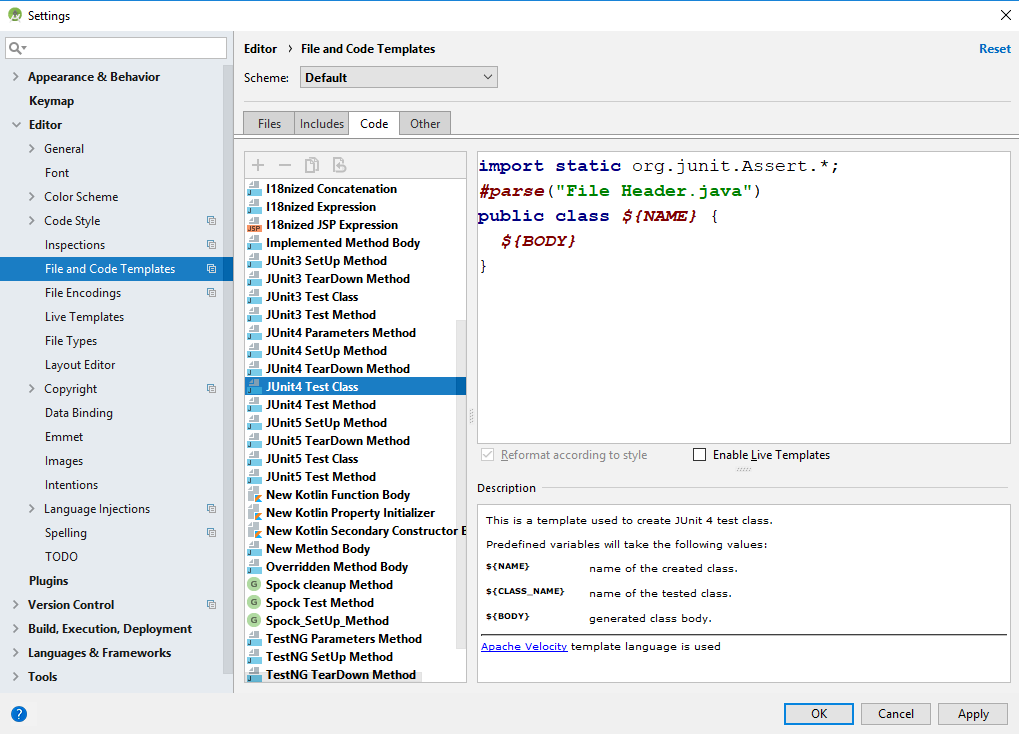 Settings
Appearance & Behavior
Keymap
Editor
General
Font
Color Scheme
Code Style
Inspections
File and Code Templates
File Encodings
Live Templates
File Types
Layout Editor
Copyright
Data Binding
Emmet
Images
Intentions
Language Injections
Spelling
TODO
Plugins
Version Control
Build, Execution, Deployment
Languages & Frameworks
Tools
Editor › File and Code Templates
Reset
Scheme: Default
Files Includes Code Other
I18nized Concatenation
I18nized Expression
JSP I18nized JSP Expression
Implemented Method Body
JUnit3 SetUp Method
JUnit3 TearDown Method
JUnit3 Test Class
JUnit3 Test Method
JUnit4 Parameters Method
JUnit4 SetUp Method
JUnit4 TearDown Method
JUnit4 Test Class
JUnit4 Test Method
JUnit5 SetUp Method
JUnit5 TearDown Method
JUnit5 Test Class
JUnit5 Test Method
New Kotlin Function Body
New Kotlin Property Initializer
New Kotlin Secondary Constructor B
New Method Body
Overridden Method Body
G Spock cleanup Method
G Spock Test Method
G Spock_SetUp_Method
TestNG Parameters Method
TestNG SetUp Method
TestNG TearDown Method
import static org.junit.Assert.*;
#parse("File Header.java")
public class ${NAME} {
${BODY}
}
Reformat according to style
Enable Live Templates
Description
This is a template used to create JUnit 4 test class.
Predefined variables will take the following values:
${NAME} name of the created class.
${CLASS_NAME} name of the tested class.
${BODY} generated class body.
Apache Velocity template language is used
?
OK Cancel Apply